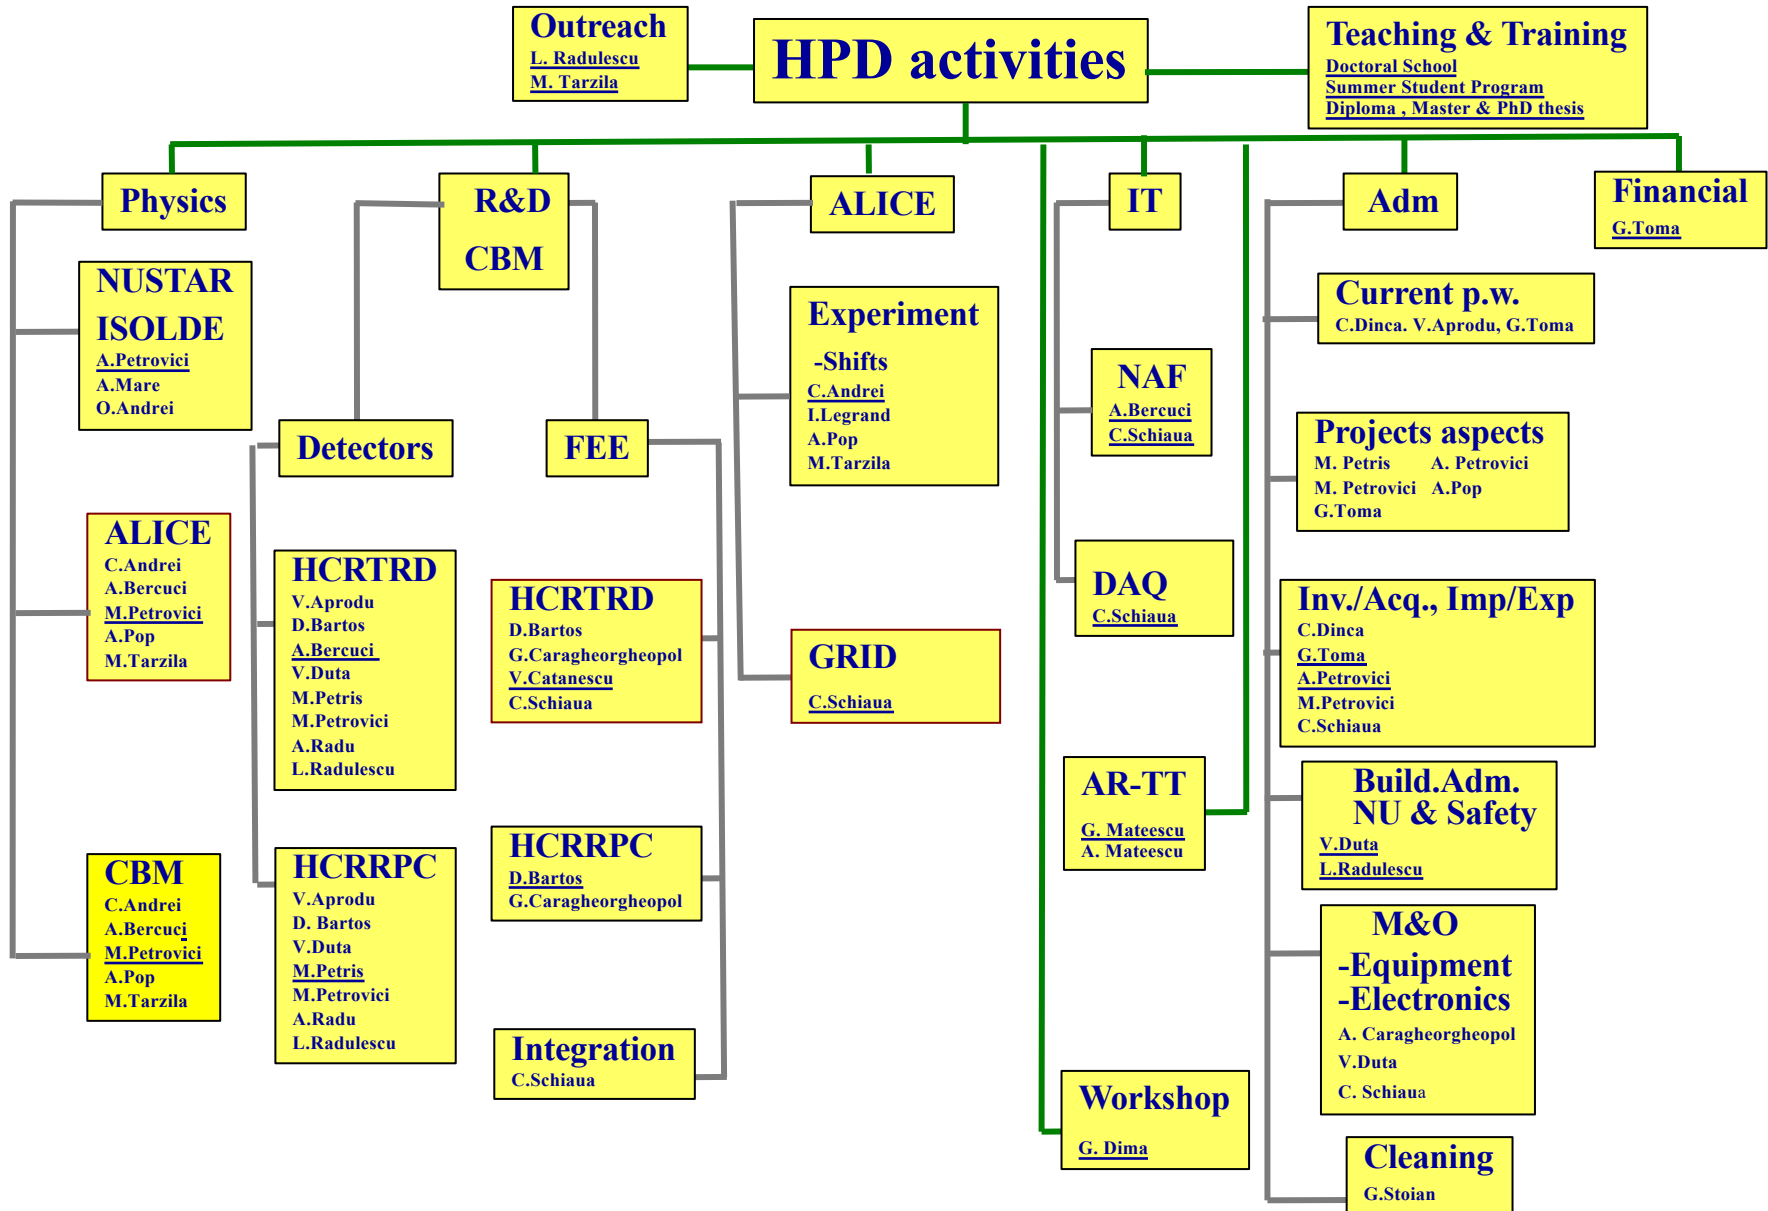 Outreach
L. Radulescu
M. Tarzila
HPD activities
Teaching & Training
Doctoral School
Summer Student Program
Diploma , Master & PhD thesis
Physics
R&D
CBM
ALICE
IT
Adm
Financial
G.Toma
NUSTAR
ISOLDE
A.Petrovici
A.Mare
O.Andrei
ALICE
C.Andrei
A.Bercuci
M.Petrovici
A.Pop
M.Tarzila
CBM
C.Andrei
A.Bercuci
M.Petrovici
A.Pop
M.Tarzila
Detectors
HCRTRD
V.Aprodu
D.Bartos
A.Bercuci
V.Duta
M.Petris
M.Petrovici
A.Radu
L.Radulescu
HCRRPC
V.Aprodu
D. Bartos
V.Duta
M.Petris
M.Petrovici
A.Radu
L.Radulescu
FEE
HCRTRD
D.Bartos
G.Caragheorgheopol
V.Catanescu
C.Schiaua
HCRRPC
D.Bartos
G.Caragheorgheopol
Integration
C.Schiaua
Experiment
-Shifts
C.Andrei
I.Legrand
A.Pop
M.Tarzila
GRID
C.Schiaua
NAF
A.Bercuci
C.Schiaua
DAQ
C.Schiaua
AR-TT
G. Mateescu
A. Mateescu
Workshop
G. Dima
Current p.w.
C.Dinca. V.Aprodu, G.Toma
Projects aspects
M. Petris A. Petrovici
M. Petrovici A.Pop
G.Toma
Inv./Acq., Imp/Exp
C.Dinca
G.Toma
A.Petrovici
M.Petrovici
C.Schiaua
Build.Adm.
NU & Safety
V.Duta
L.Radulescu
M&O
-Equipment
-Electronics
A. Caragheorgheopol
V.Duta
C. Schiaua
Cleaning
G.Stoian